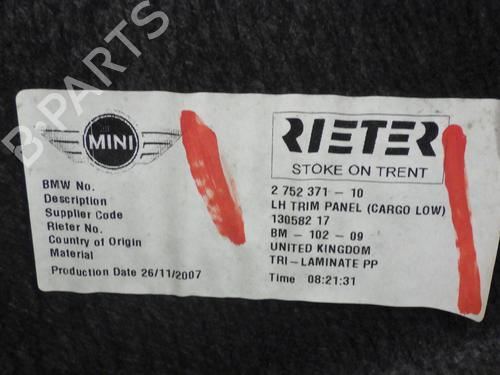 B-PARTS
MINI
RIETER
STOKE ON TRENT
BMW No. 2 752 371 - 10
Description LH TRIM PANEL (CARGO LOW)
Supplier Code 130582 17
Rieter No. BM - 102 - 09
Country of Origin UNITED KINGDOM
Material TRI-LAMINATE PP
Production Date 26/11/2007 Time 08:21:31